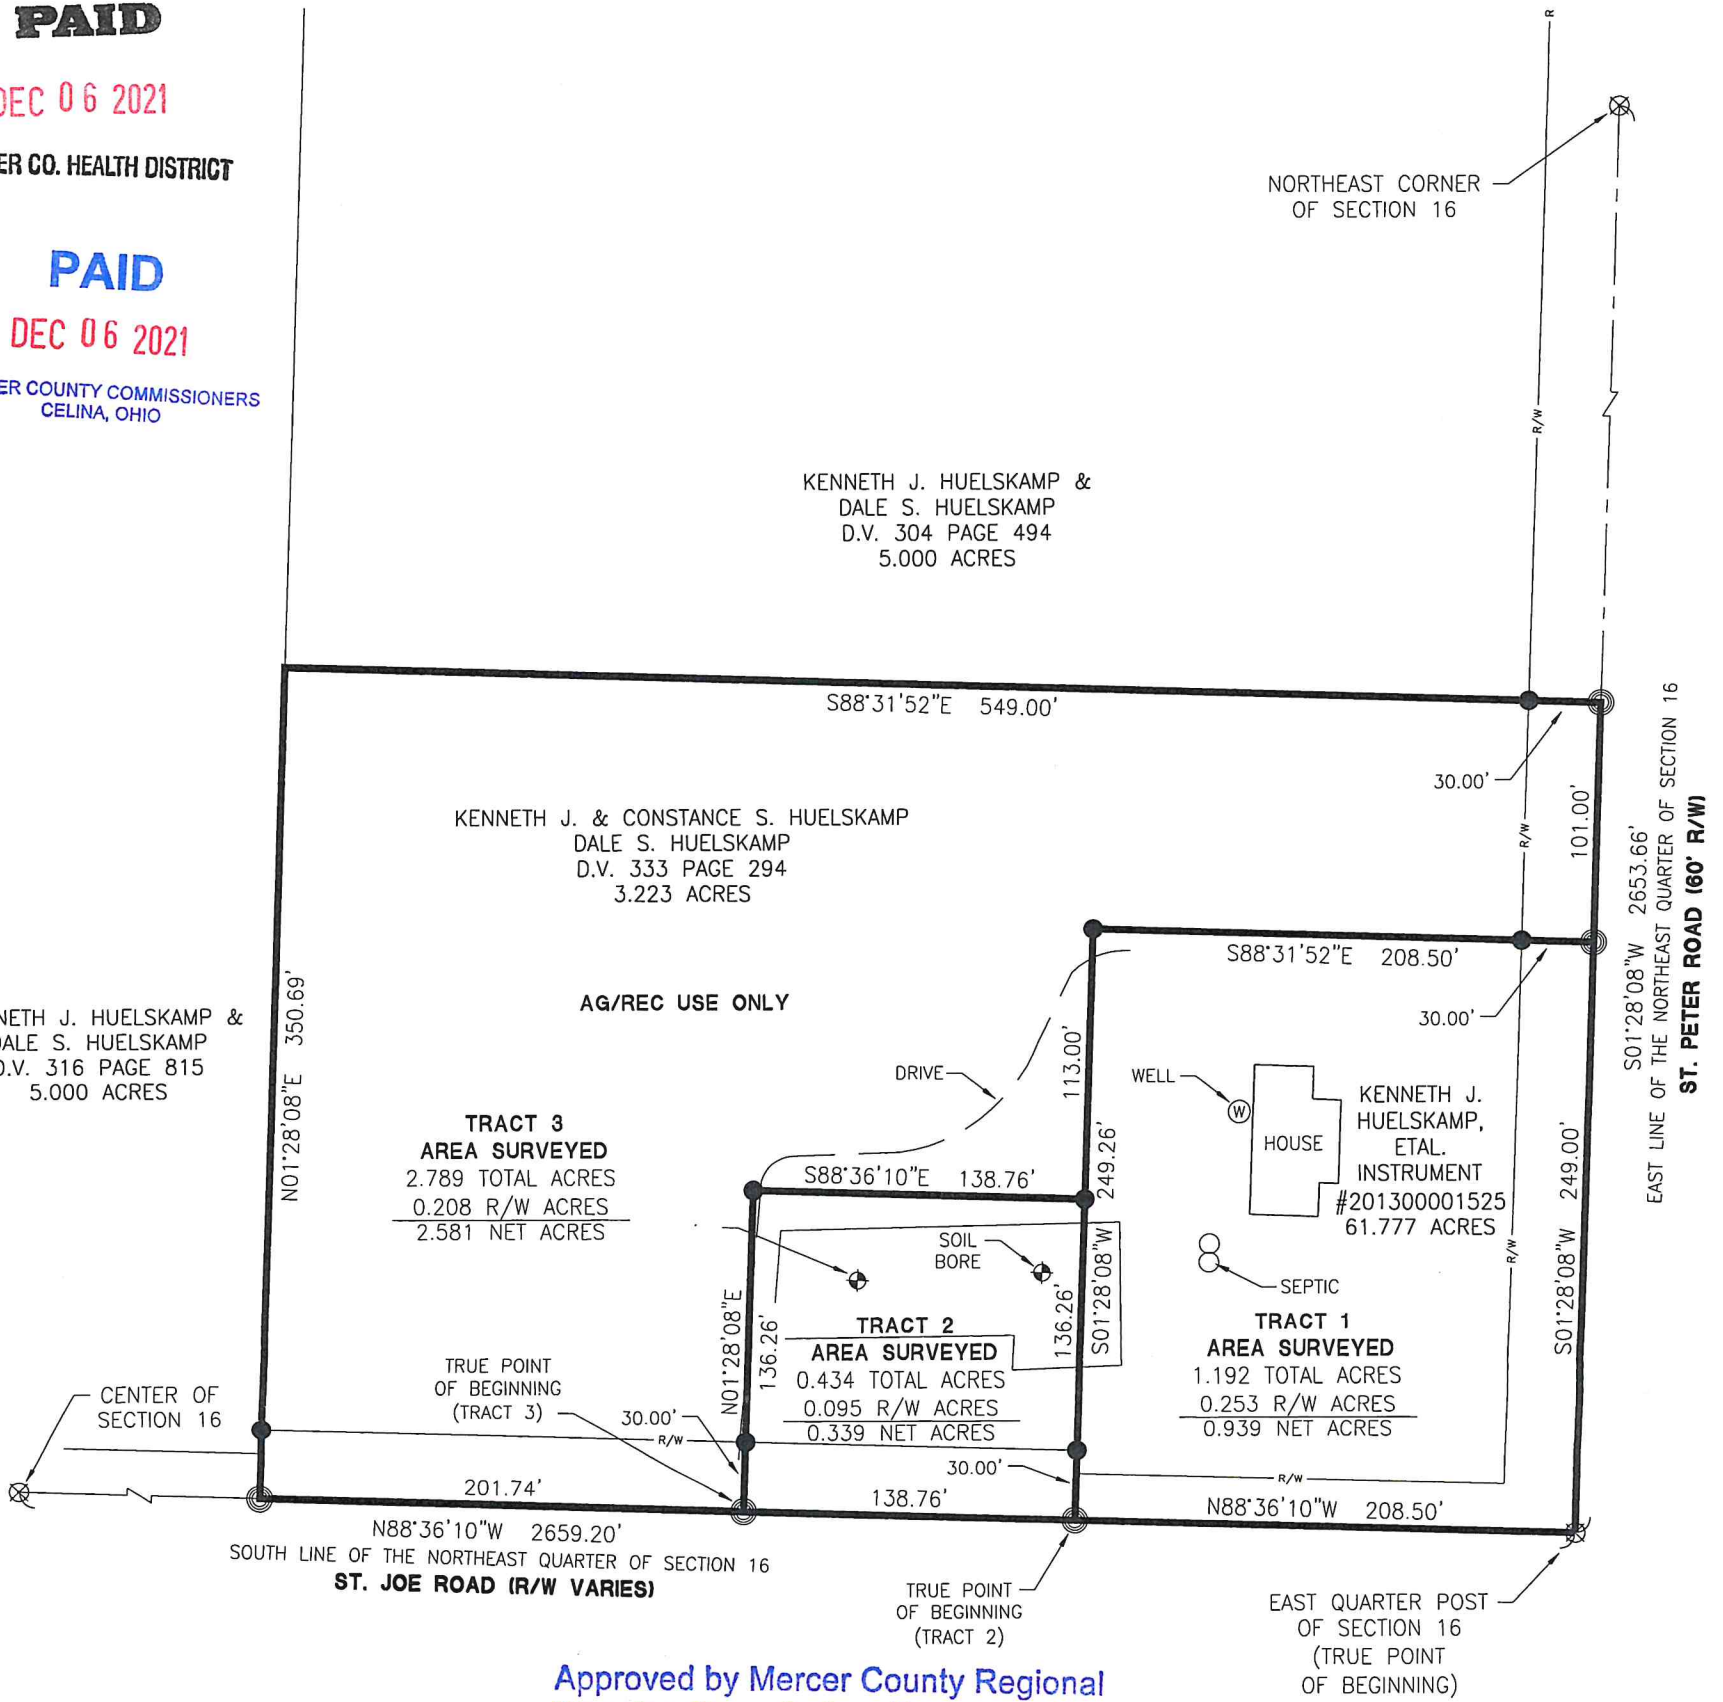 PAID
DEC 06 2021
ER CO. HEALTH DISTRICT
PAID
DEC 06 2021
ER COUNTY COMMISSIONERS
CELINA, OHIO
R
NORTHEAST CORNER
OF SECTION 16
R/W
KENNETH J. HUELSKAMP &
DALE S. HUELSKAMP
D.V. 304 PAGE 494
5.000 ACRES
S88°31'52"E 549.00'
30.00'
R/W
101.00'
S01°28'08"W 2653.66'
EAST LINE OF THE NORTHEAST QUARTER OF SECTION 16
ST. PETER ROAD (60' R/W)
KENNETH J. & CONSTANCE S. HUELSKAMP
DALE S. HUELSKAMP
D.V. 333 PAGE 294
3.223 ACRES
S88°31'52"E 208.50'
30.00'
AG/REC USE ONLY
NETH J. HUELSKAMP &
DALE S. HUELSKAMP
D.V. 316 PAGE 815
5.000 ACRES
N01°28'08"E 350.69'
DRIVE
113.00'
249.26'
S01°28'08"W
WELL
W
HOUSE
KENNETH J.
HUELSKAMP,
ETAL.
INSTRUMENT
#201300001525
61.777 ACRES
S01°28'08"W 249.00'
R/W
TRACT 3
AREA SURVEYED
2.789 TOTAL ACRES
0.208 R/W ACRES
2.581 NET ACRES
S88°36'10"E 138.76'
SOIL
BORE
SEPTIC
N01°28'08"E
136.26'
136.26'
TRACT 2
AREA SURVEYED
0.434 TOTAL ACRES
0.095 R/W ACRES
0.339 NET ACRES
TRACT 1
AREA SURVEYED
1.192 TOTAL ACRES
0.253 R/W ACRES
0.939 NET ACRES
TRUE POINT
OF BEGINNING
(TRACT 3)
CENTER OF
SECTION 16
30.00'
R/W
30.00'
R/W
201.74'
138.76'
N88°36'10"W 208.50'
N88°36'10"W 2659.20'
SOUTH LINE OF THE NORTHEAST QUARTER OF SECTION 16
ST. JOE ROAD (R/W VARIES)
TRUE POINT
OF BEGINNING
(TRACT 2)
EAST QUARTER POST
OF SECTION 16
(TRUE POINT
OF BEGINNING)
Approved by Mercer County Regional